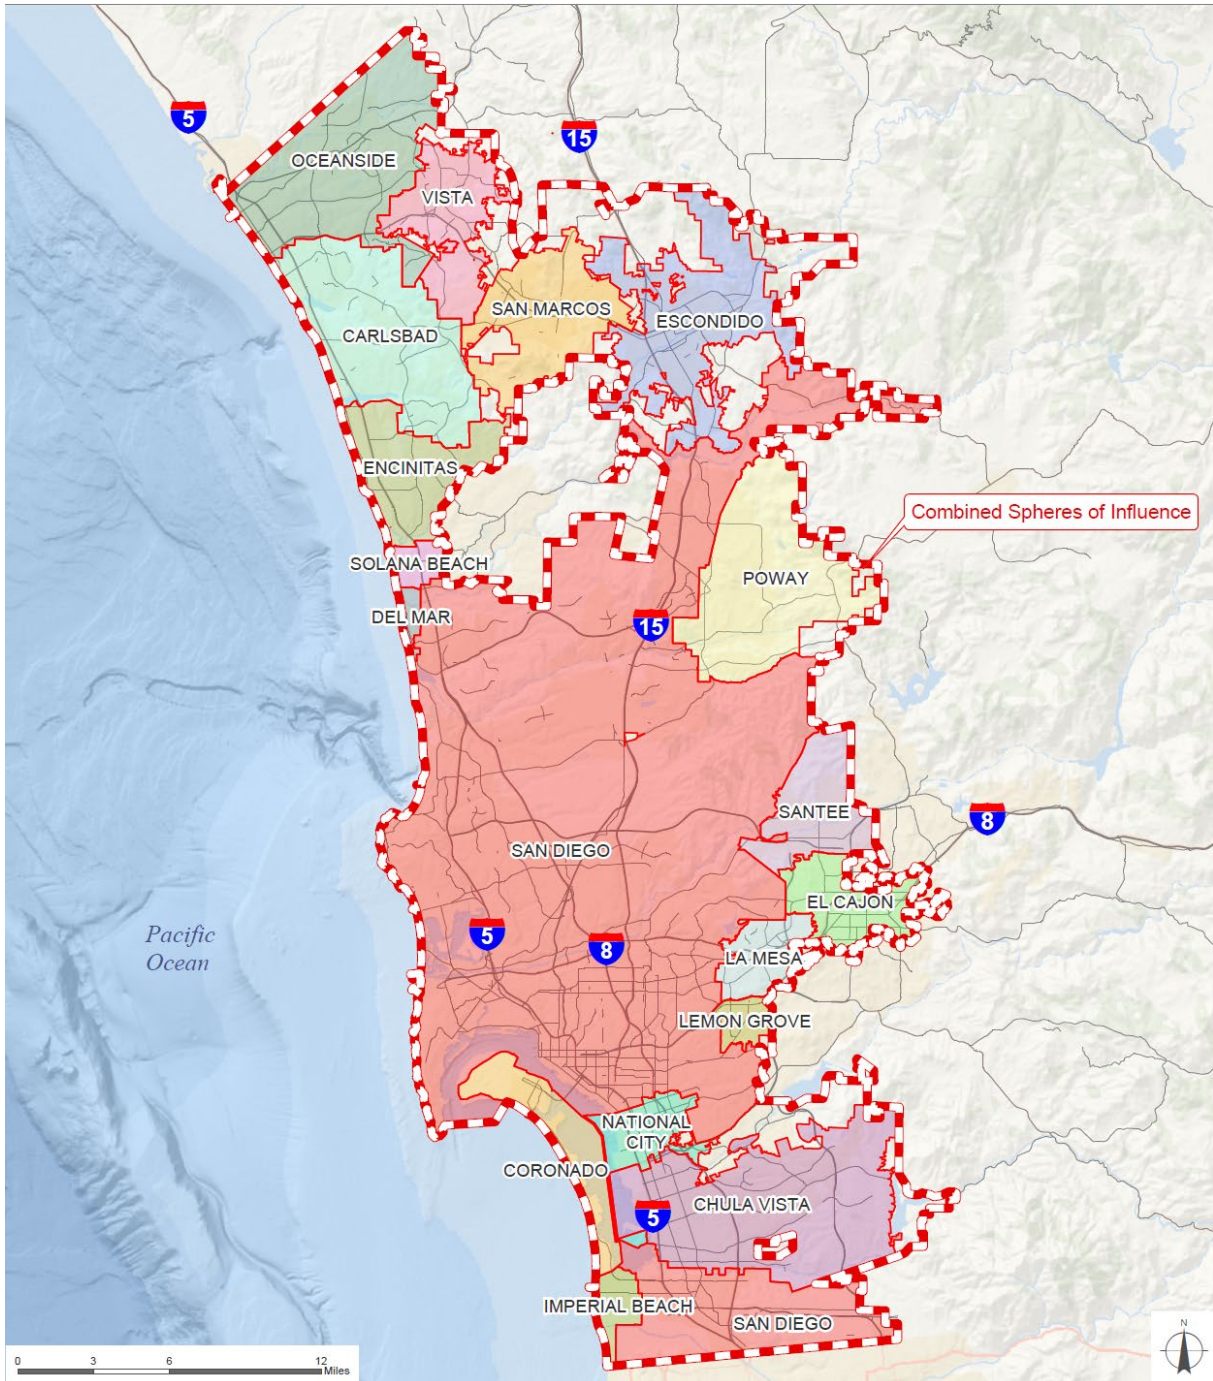 5
15
OCEANSIDE
VISTA
SAN MARCOS
ESCONDIDO
CARLSBAD
ENCINITAS
Combined Spheres of Influence
SOLANA BEACH
POWAY
DEL MAR
15
SANTEE
8
SAN DIEGO
EL CAJON
5
8
Pacific
Ocean
LA MESA
LEMON GROVE
NATIONAL
CITY
CORONADO
CHULA VISTA
5
IMPERIAL BEACH
SAN DIEGO
N
0 3 6 12
Miles